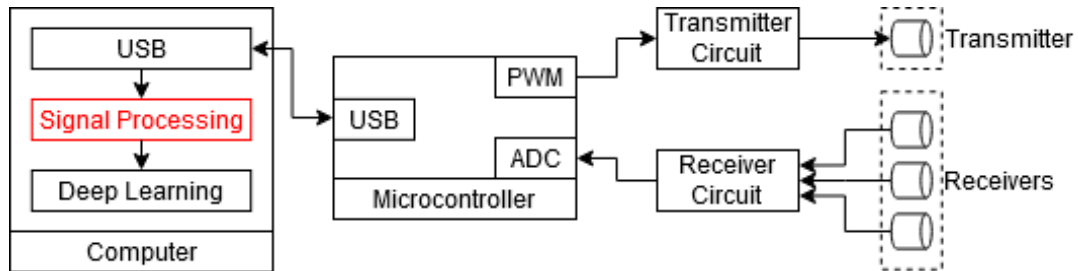 USB
Signal Processing
Deep Learning
Computer
PWM
USB
ADC
Microcontroller
Transmitter
Circuit
Transmitter
Receiver
Circuit
Receivers